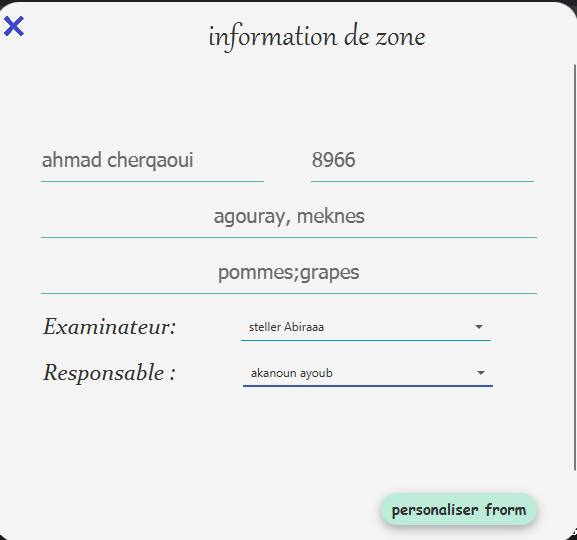 information de zone
ahmad cherqaoui 8966
agouray, meknes
pommes;grapes
Examinateur: steller Abiraaa
Responsable : akanoun ayoub
personaliser frorm